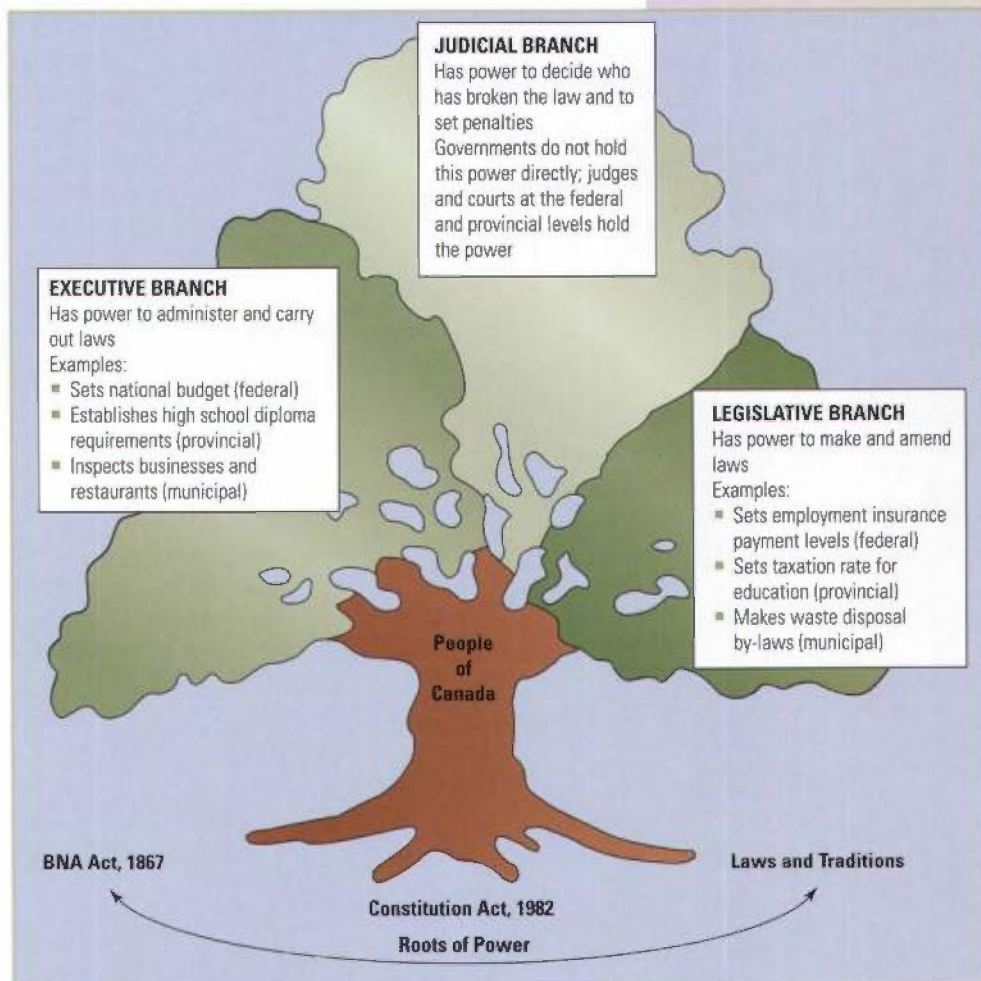 JUDICIAL BRANCH
Has power to decide who
has broken the law and to
set penalties
Governments do not hold
this power directly; judges
and courts at the federal
and provincial levels hold
the power
EXECUTIVE BRANCH
Has power to administer and carry
out laws
Examples:
▪ Sets national budget (federal)
▪ Establishes high school diploma
requirements (provincial)
▪ Inspects businesses and
restaurants (municipal)
LEGISLATIVE BRANCH
Has power to make and amend
laws
Examples:
▪ Sets employment insurance
payment levels (federal)
▪ Sets taxation rate for
education (provincial)
▪ Makes waste disposal
by-laws (municipal)
People
of
Canada
BNA Act, 1867
Laws and Traditions
Constitution Act, 1982
Roots of Power